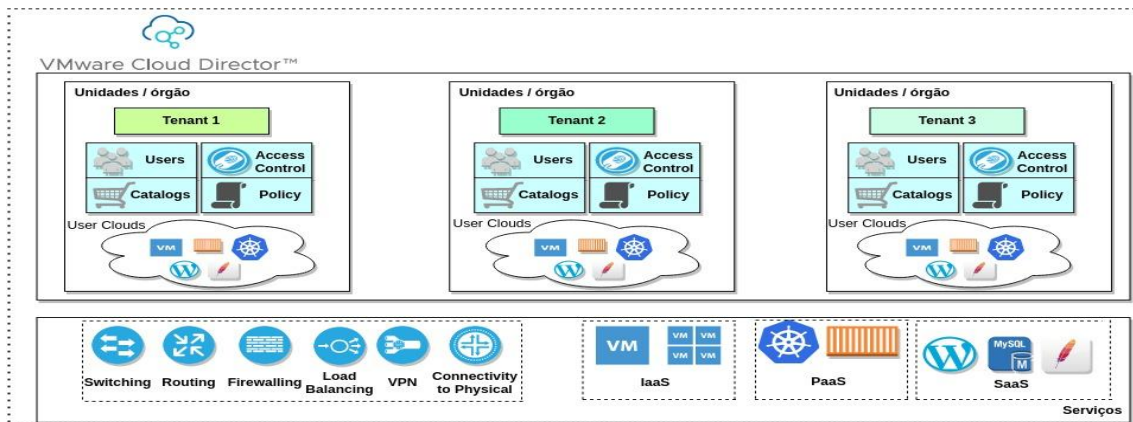 VMware Cloud Director™
Unidades / órgão
Tenant 1
Users
Access
Control
Catalogs
Policy
User Clouds
VM
Unidades / órgão
Tenant 2
Users
Access
Control
Catalogs
Policy
User Clouds
VM
Unidades / órgão
Tenant 3
Users
Access
Control
Catalogs
Policy
User Clouds
VM
Switching
Routing
Firewalling
Load
Balancing
VPN
Connectivity
to Physical
VM
VM VM
VM VM
IaaS
PaaS
MySQL
M
SaaS
Serviços